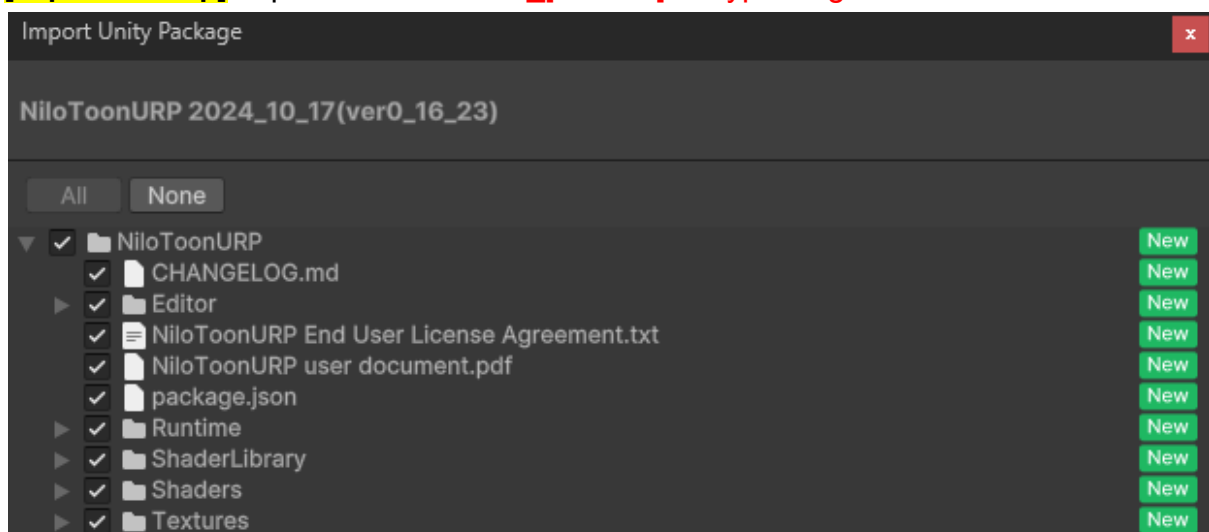 Import Unity Package
x
NiloToonURP 2024_10_17(ver0_16_23)
All None
NiloToonURP New
CHANGELOG.md New
Editor New
NiloToonURP End User License Agreement.txt New
NiloToonURP user document.pdf New
package.json New
Runtime New
ShaderLibrary New
Shaders New
Textures New